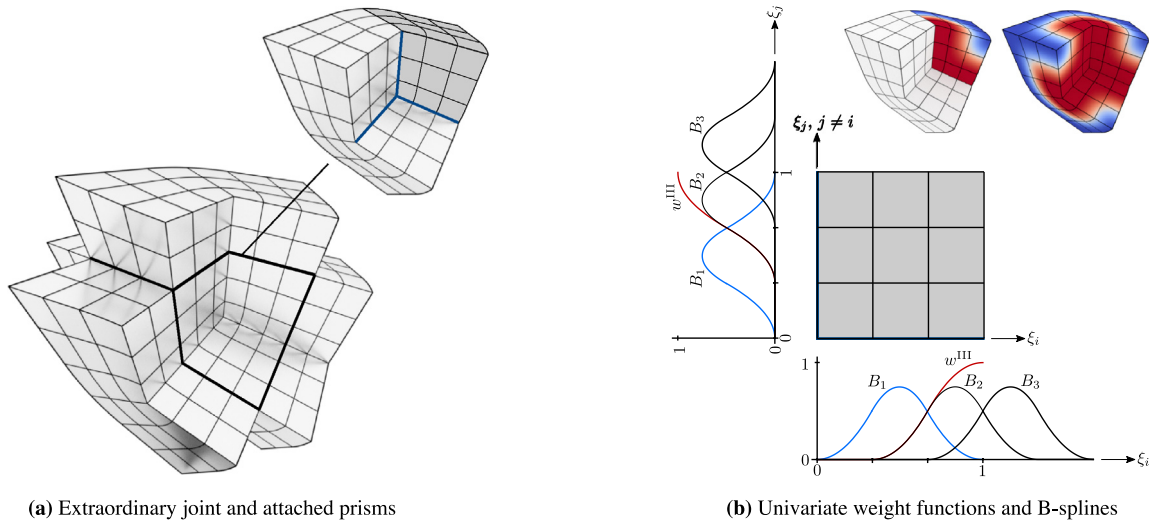 ξj
B3
B2
wIII
B1
1
0
1
0
ξj, j ≠ i
ξi
wIII
B1
B2
B3
1
0
0
1
ξi
(a) Extraordinary joint and attached prisms
(b) Univariate weight functions and B-splines